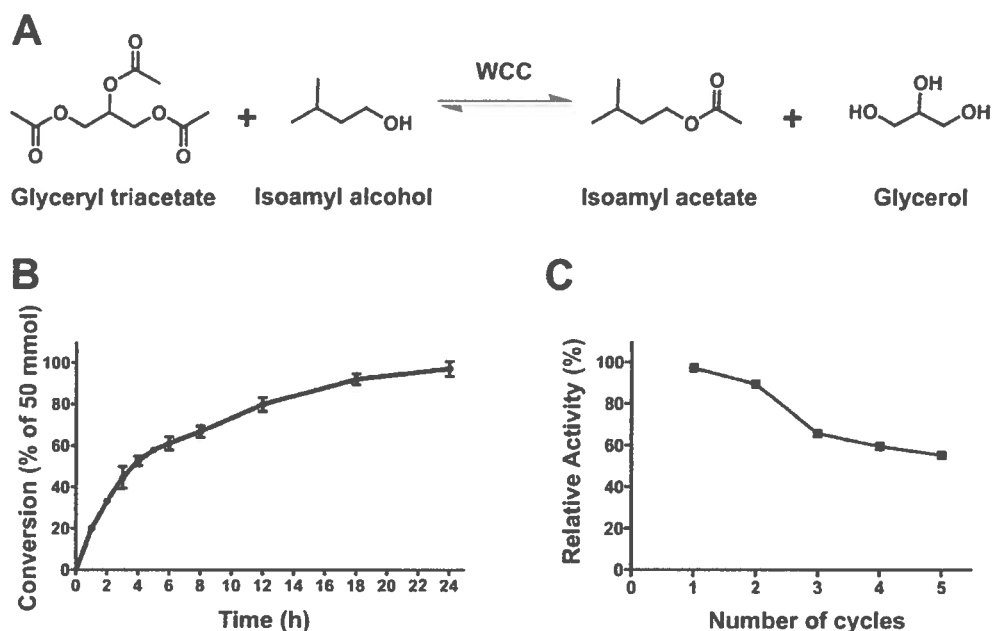 A
O
O
WCC
O
O
O
OH
O
O
+
OH
O
+
HO
OH
O
Glyceryl triacetate
Isoamyl alcohol
Isoamyl acetate
Glycerol
B
Conversion (% of 50 mmol)
100
80
60
40
20
0
0 2 4 6 8 10 12 14 16 18 20 22 24
Time (h)
C
Relative Activity (%)
100
80
60
40
20
0
0 1 2 3 4 5
Number of cycles